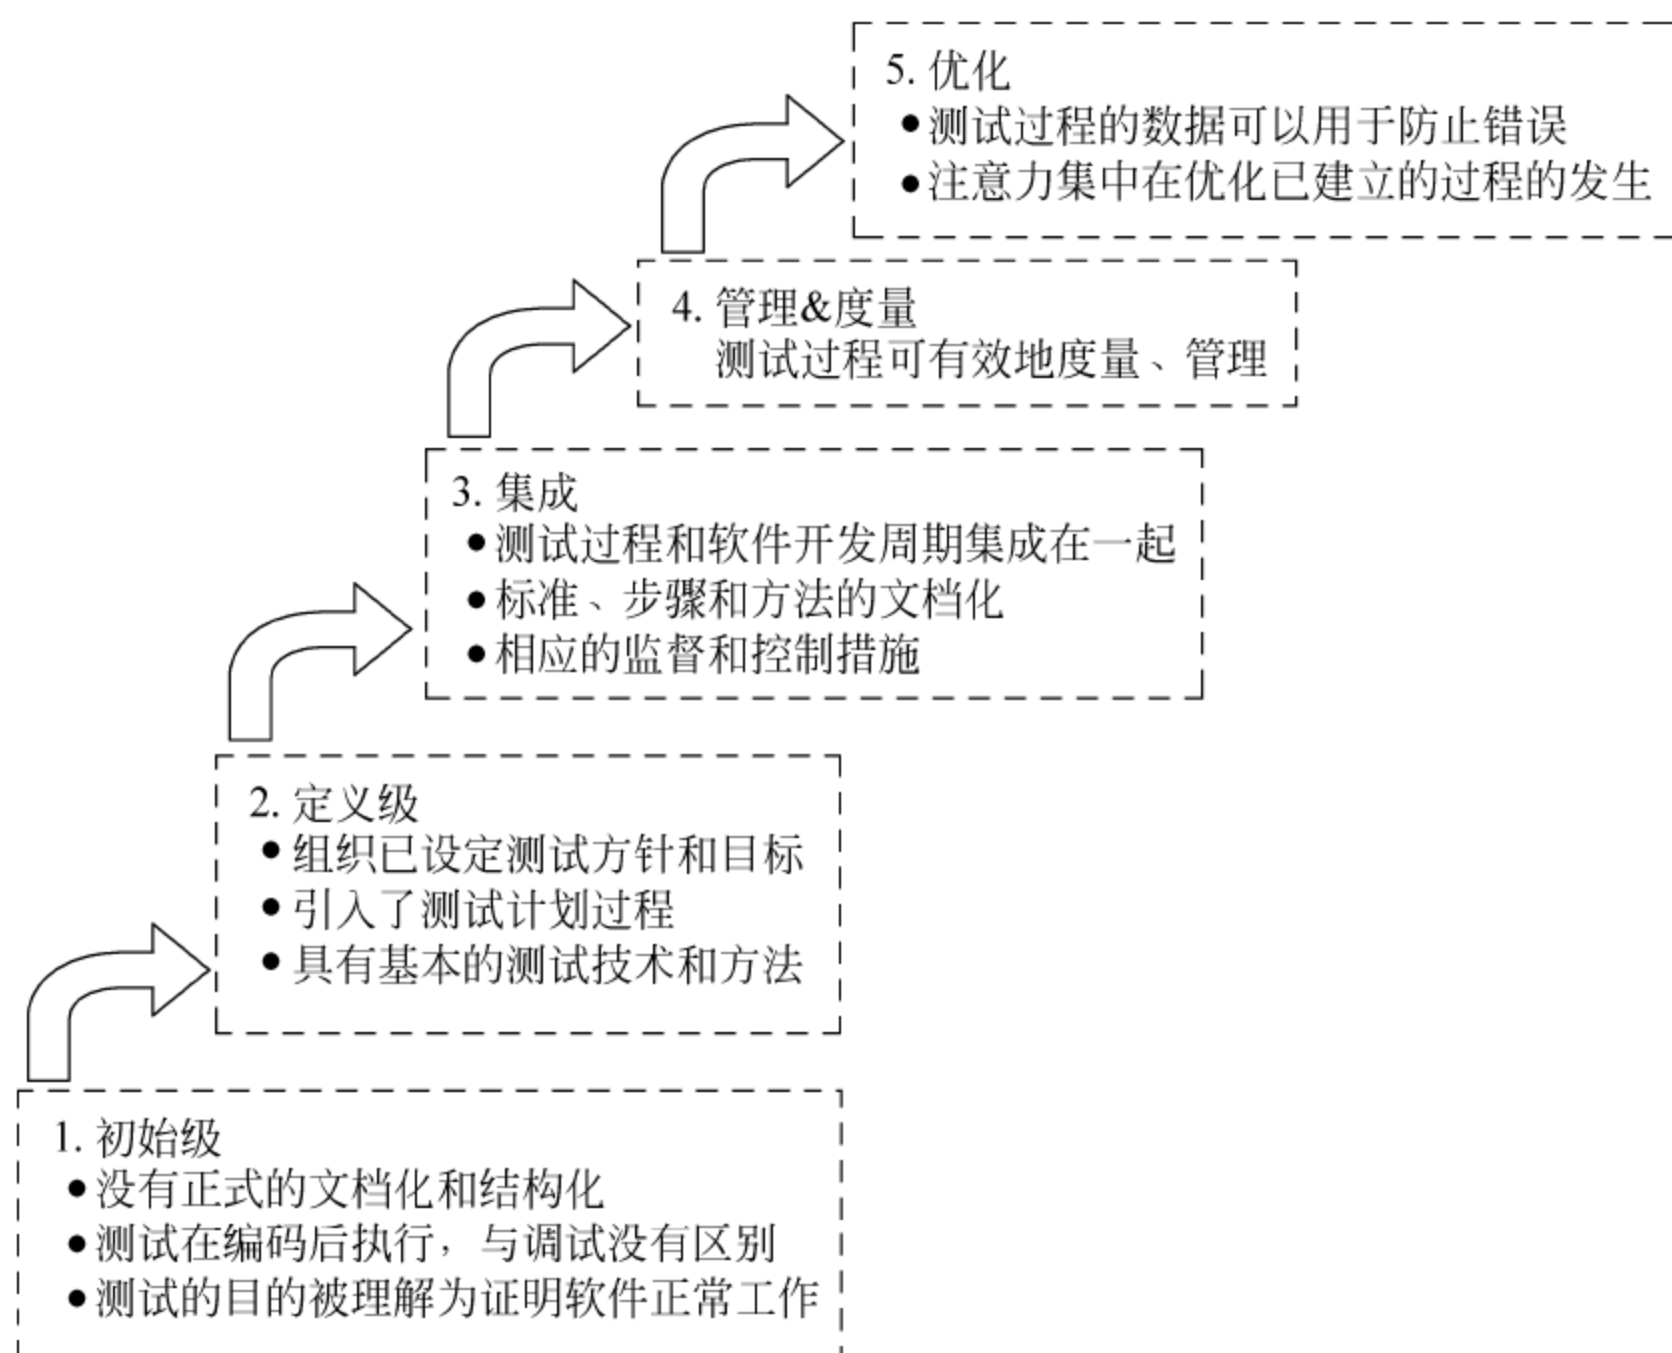 5. 优化
●测试过程的数据可以用于防止错误
●注意力集中在优化已建立的过程的发生
4. 管理&度量
测试过程可有效地度量、管理
3. 集成
●测试过程和软件开发周期集成在一起
●标准、步骤和方法的文档化
●相应的监督和控制措施
2. 定义级
●组织已设定测试方针和目标
●引入了测试计划过程
●具有基本的测试技术和方法
1. 初始级
●没有正式的文档化和结构化
●测试在编码后执行，与调试没有区别
●测试的目的被理解为证明软件正常工作